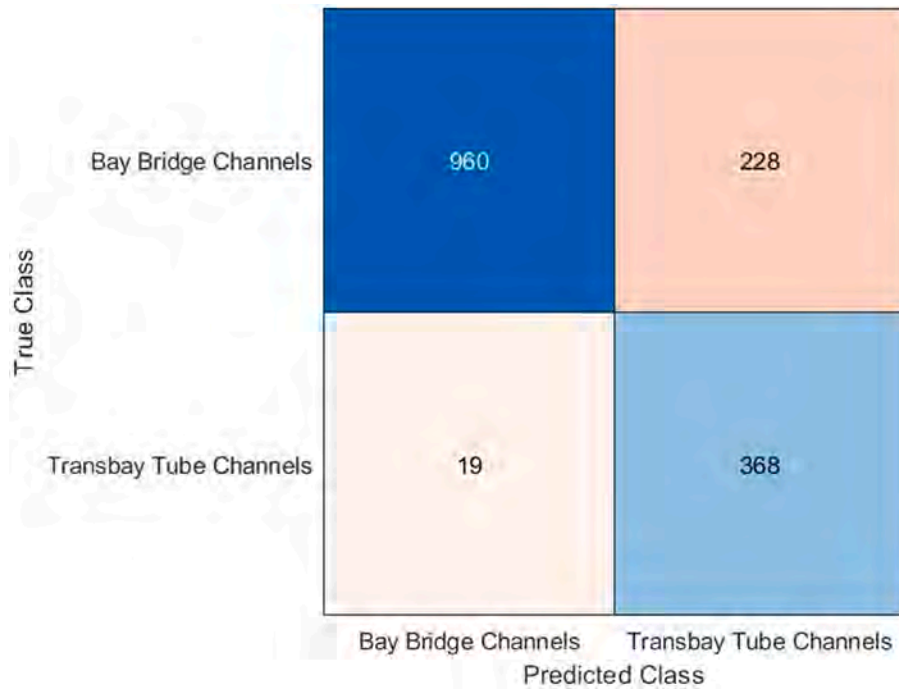 Bay Bridge Channels
960
228
True Class
Transbay Tube Channels
19
368
Bay Bridge Channels
Transbay Tube Channels
Predicted Class